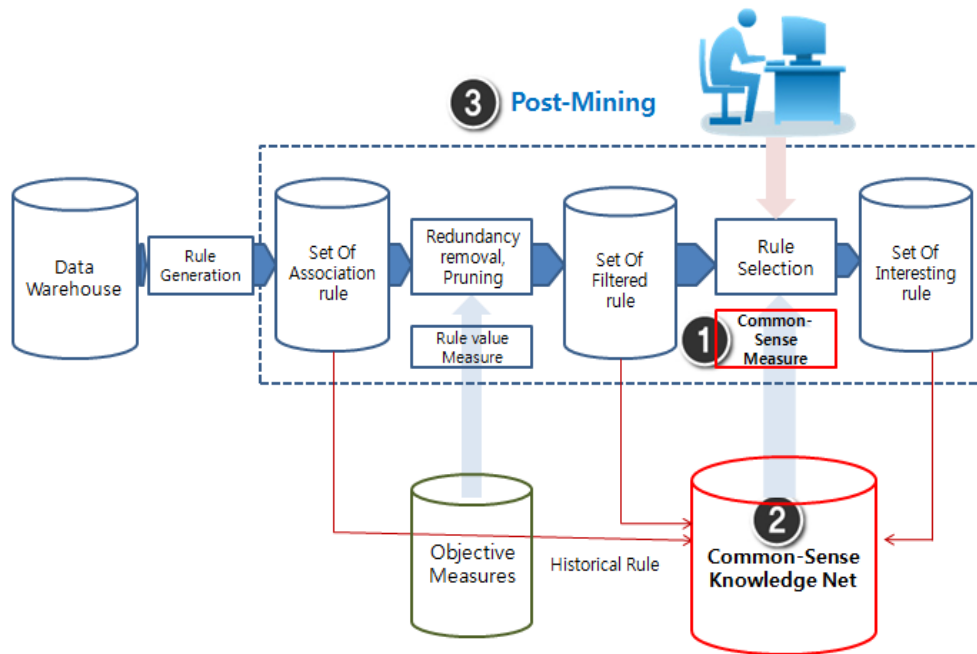 3 Post-Mining
Data
Warehouse
Rule
Generation
Set Of
Association
rule
Redundancy
removal,
Pruning
Rule value
Measure
Set Of
Filtered
rule
Rule
Selection
1 Common-
Sense
Measure
Set Of
Interesting
rule
Objective
Measures
Historical Rule
2
Common-Sense
Knowledge Net